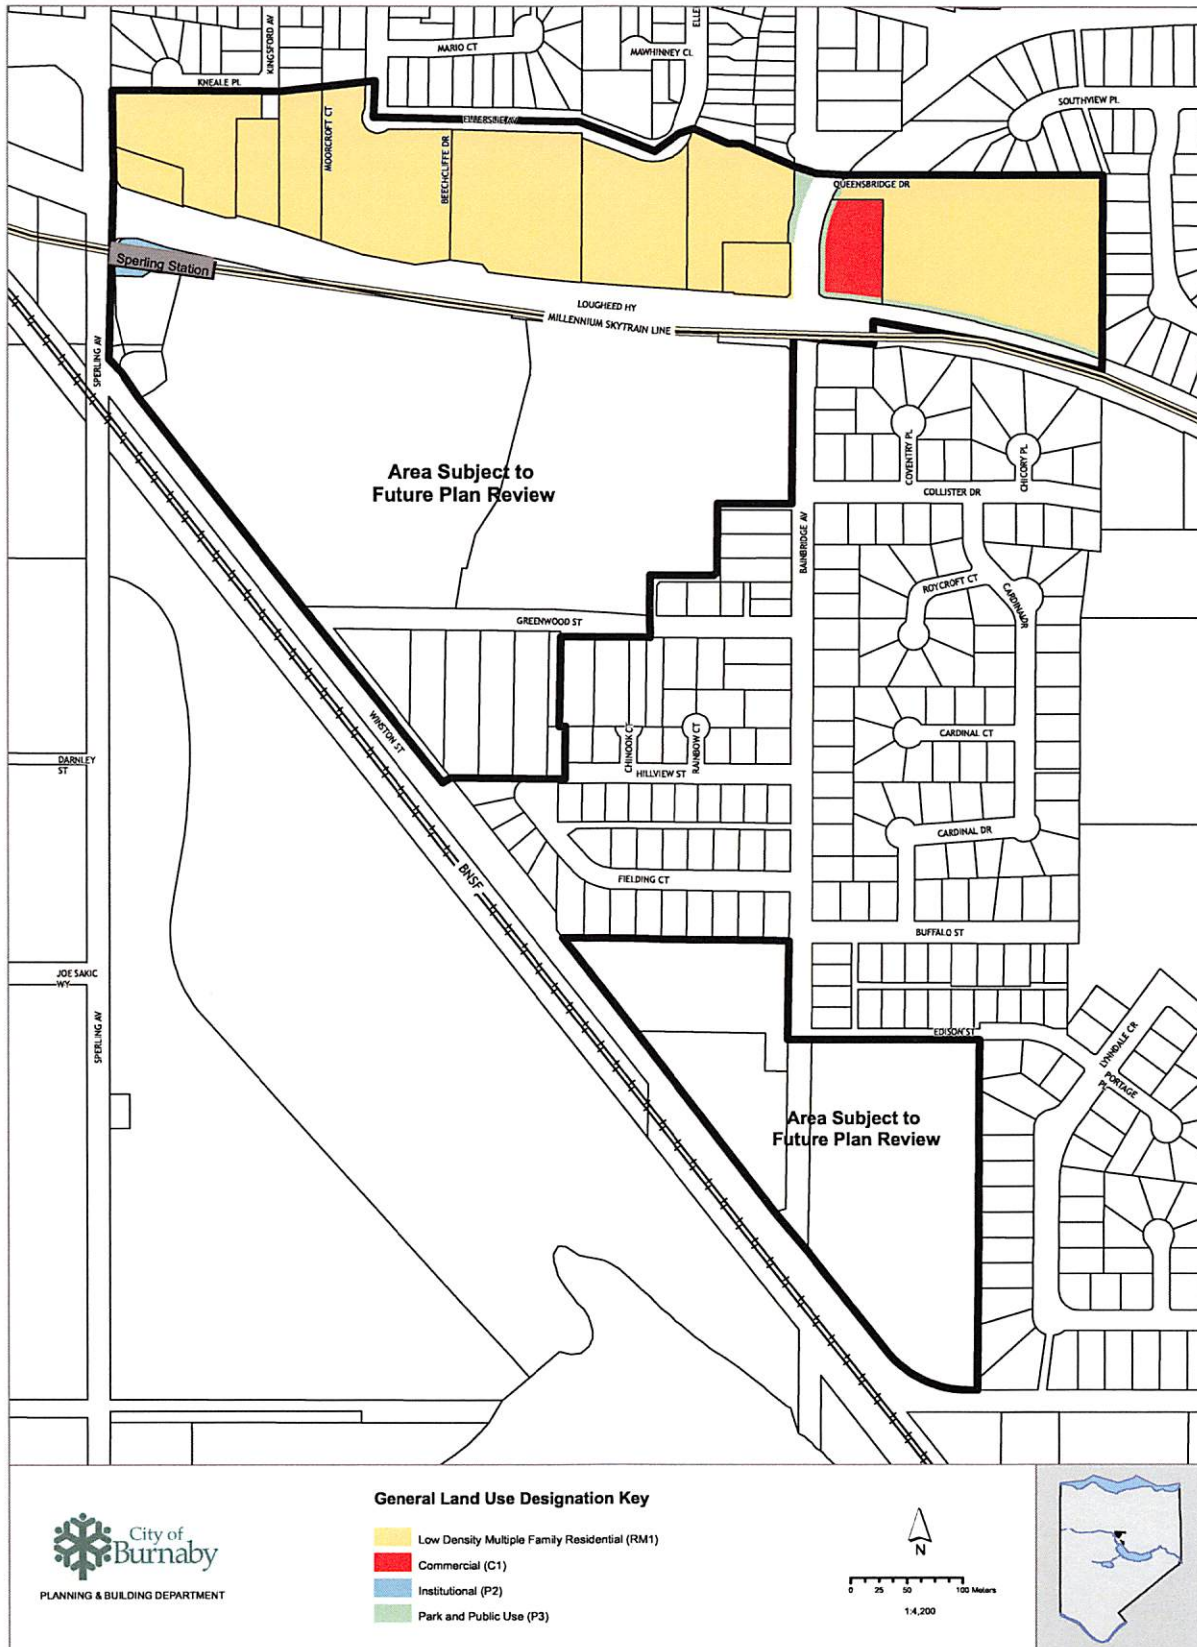 KINGSFORD AV
MARIO CT
MAWHINNEY CL
ELLE
KNEALE PL
SOUTHVIEW PL
MOORCROFT CT
ELLERSLIE AV
BEECHCLIFFE DR
QUEENSBRIDGE DR
Sperling Station
LOUGHEED HY
MILLENNIUM SKYTRAIN LINE
SPERLING AV
COVENTRY PL
CHICORY PL
Area Subject to
Future Plan Review
COLLISTER DR
BAINBRIDGE AV
ROYCROFT CT
CARDINAL DR
GREENWOOD ST
WINSTON ST
CHINOOK CT
RAINBOW CT
CARDINAL CT
DARNLEY
ST
HILLVIEW ST
CARDINAL DR
BNSF
FIELDING CT
BUFFALO ST
JOE SAKIC
WY
SPERLING AV
EDISON ST
LYNNDALE CR
PORTAGE
PL
Area Subject to
Future Plan Review
General Land Use Designation Key
City of
Burnaby
PLANNING & BUILDING DEPARTMENT
Low Density Multiple Family Residential (RM1)
Commercial (C1)
Institutional (P2)
Park and Public Use (P3)
N
0 25 50 100 Meters
1:4,200